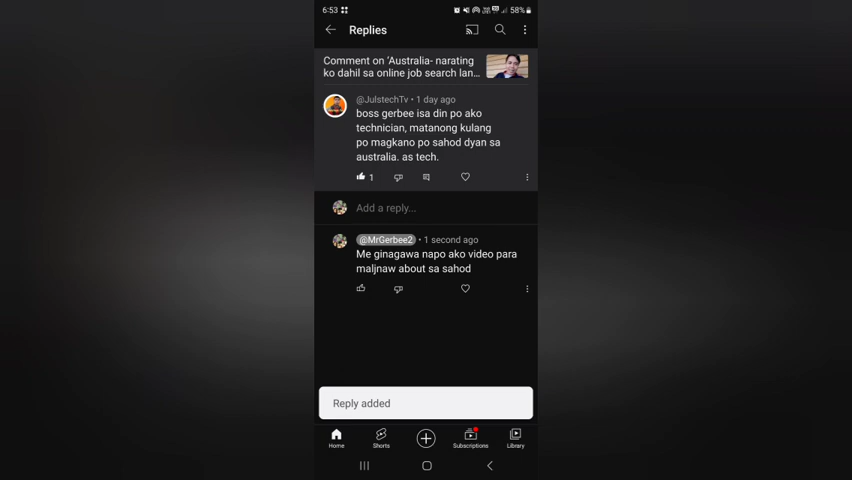 6:53
58%
Replies
Comment on 'Australia- narating
ko dahil sa online job search lan...
@JulstechTv • 1 day ago
boss gerbee isa din po ako
technician, matanong kulang
po magkano po sahod dyan sa
australia. as tech.
1
Add a reply...
@MrGerbee2 • 1 second ago
Me ginagawa napo ako video para
maljnaw about sa sahod
Reply added
Home
Shorts
Subscriptions
Library